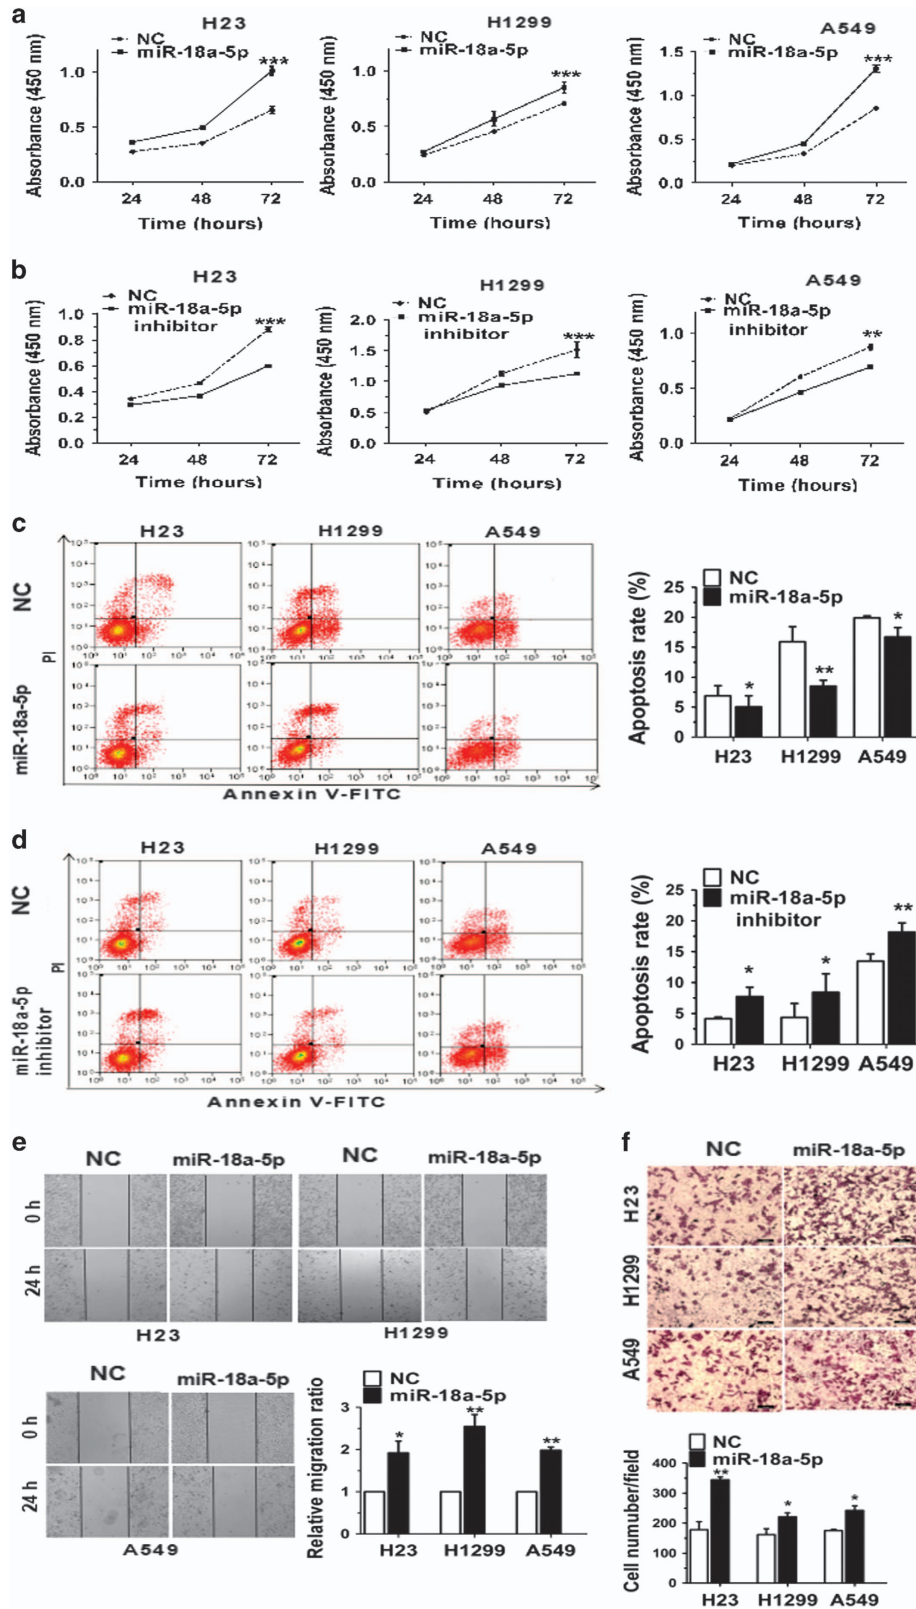 a
H23
H1299
A549
NC
miR-18a-5p
NC
miR-18a-5p
NC
miR-18a-5p
***
***
***
Absorbance (450 nm)
1.0
0.5
0.0
24 48 72
Time (hours)
Absorbance (450 nm)
1.0
0.5
0.0
24 48 72
Time (hours)
Absorbance (450 nm)
1.5
1.0
0.5
0.0
24 48 72
Time (hours)
b
H23
H1299
A549
NC
miR-18a-5p
inhibitor
NC
miR-18a-5p
inhibitor
NC
miR-18a-5p
inhibitor
***
***
**
Absorbance (450 nm)
1.0
0.8
0.6
0.4
0.2
0.0
24 48 72
Time (hours)
Absorbance (450 nm)
2.0
1.5
1.0
0.5
0.0
24 48 72
Time (hours)
Absorbance (450 nm)
1.0
0.5
0.0
24 48 72
Time (hours)
c
H23 H1299 A549
NC
PI
miR-18a-5p
Annexin V-FITC
NC
miR-18a-5p
Apoptosis rate (%)
25
20
15
10
5
0
* ** *
H23 H1299 A549
d
H23 H1299 A549
NC
PI
miR-18a-5p
inhibitor
Annexin V-FITC
NC
miR-18a-5p
inhibitor
Apoptosis rate (%)
25
20
15
10
5
0
* * **
H23 H1299 A549
e
NC miR-18a-5p NC miR-18a-5p
0 h
24 h
H23 H1299
NC miR-18a-5p
0 h
24 h
A549
NC
miR-18a-5p
Relative migration ratio
3
2
1
0
* ** **
H23 H1299 A549
f
NC miR-18a-5p
H23
H1299
A549
NC
miR-18a-5p
Cell numuber/field
400
300
200
100
0
** * *
H23 H1299 A549